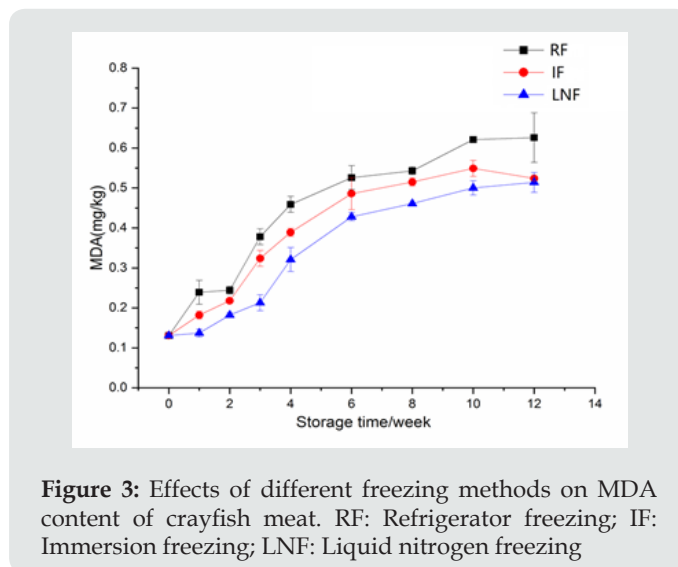 RF
IF
LNF
0.8
0.7
0.6
0.5
0.4
0.3
0.2
0.1
0.0
MDA(mg/kg)
0 2 4 6 8 10 12 14
Storage time/week
Figure 3: Effects of different freezing methods on MDA
content of crayfish meat. RF: Refrigerator freezing; IF:
Immersion freezing; LNF: Liquid nitrogen freezing